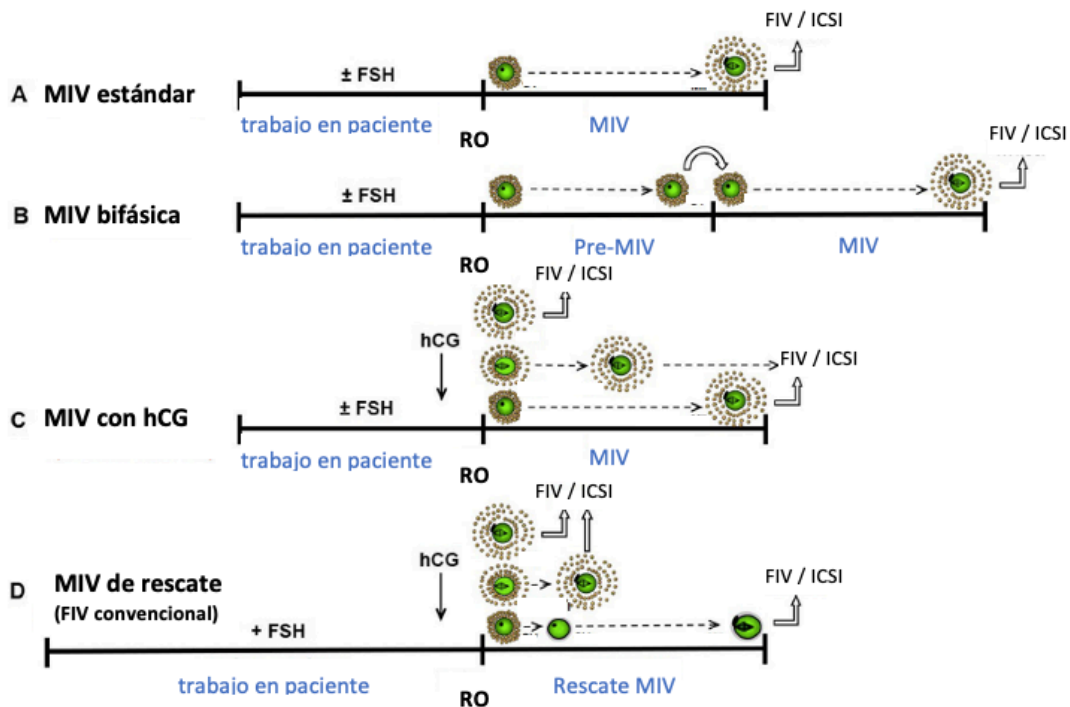 FIV / ICSI
± FSH
A MIV estándar
trabajo en paciente
MIV
RO
FIV / ICSI
± FSH
B MIV bifásica
trabajo en paciente
Pre-MIV
MIV
RO
FIV / ICSI
hCG
FIV / ICSI
± FSH
C MIV con hCG
trabajo en paciente
MIV
RO
FIV / ICSI
hCG
FIV / ICSI
D MIV de rescate
(FIV convencional)
+ FSH
trabajo en paciente
Rescate MIV
RO